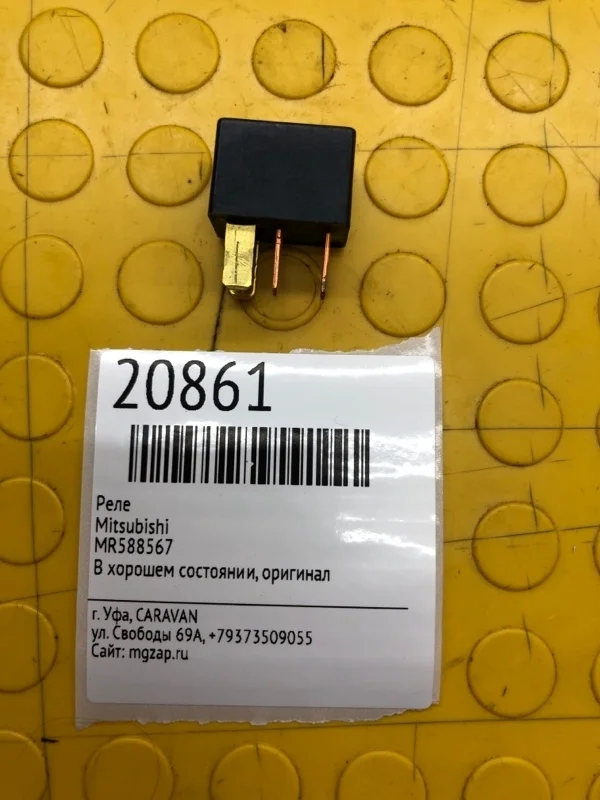 20861
Реле
Mitsubishi
MR588567
В хорошем состоянии, оригинал
г. Уфа, CARAVAN
ул. Свободы 69А, +79373509055
Сайт: mgzap.ru